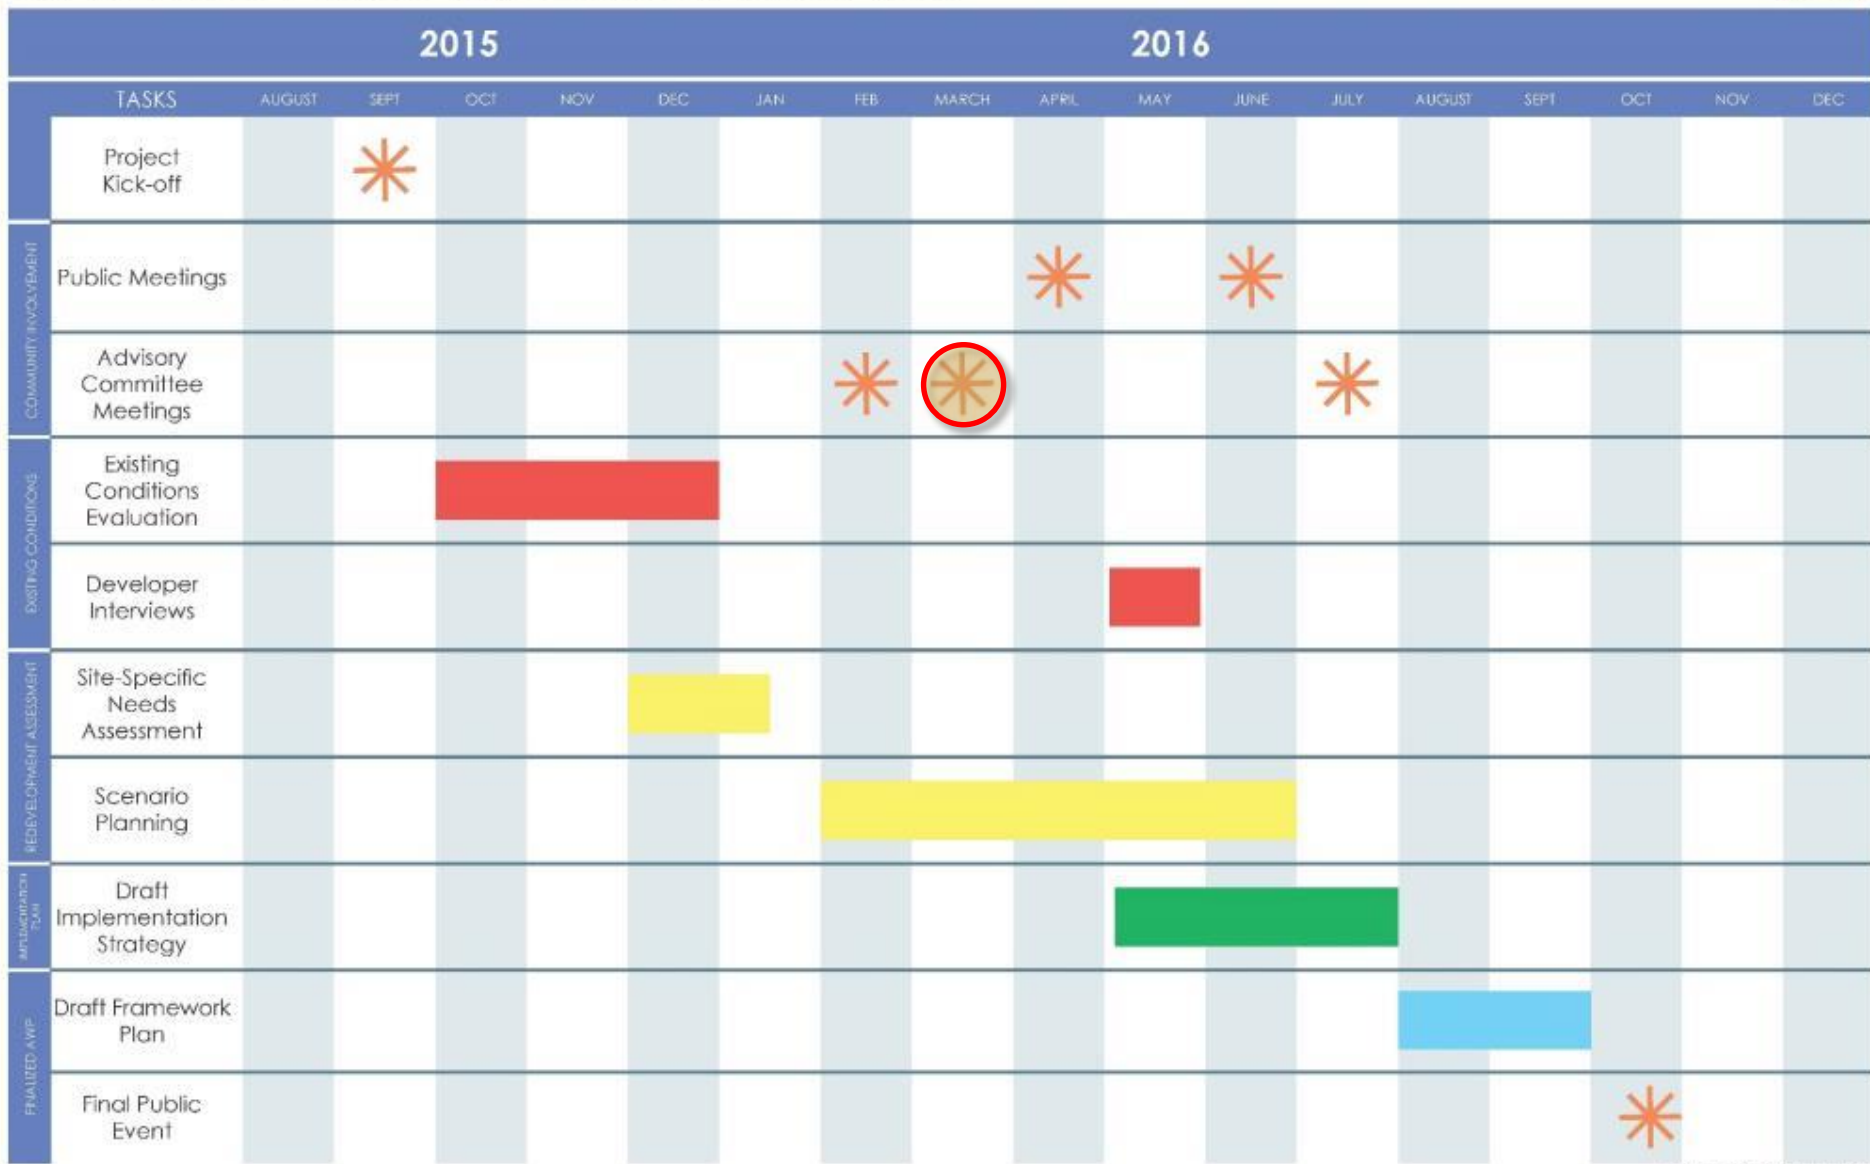 2015
2016
TASKS AUGUST SEPT OCT NOV DEC JAN FEB MARCH APRIL MAY JUNE JULY AUGUST SEPT OCT NOV DEC
Project
Kick-off
COMMUNITY INVOLVEMENT
Public Meetings
Advisory
Committee
Meetings
EXISTING CONDITIONS
Existing
Conditions
Evaluation
Developer
Interviews
REDEVELOPMENT ASSESSMENT
Site-Specific
Needs
Assessment
Scenario
Planning
IMPLEMENTATION
PLAN
Draft
Implementation
Strategy
FINALIZED AWP
Draft Framework
Plan
Final Public
Event